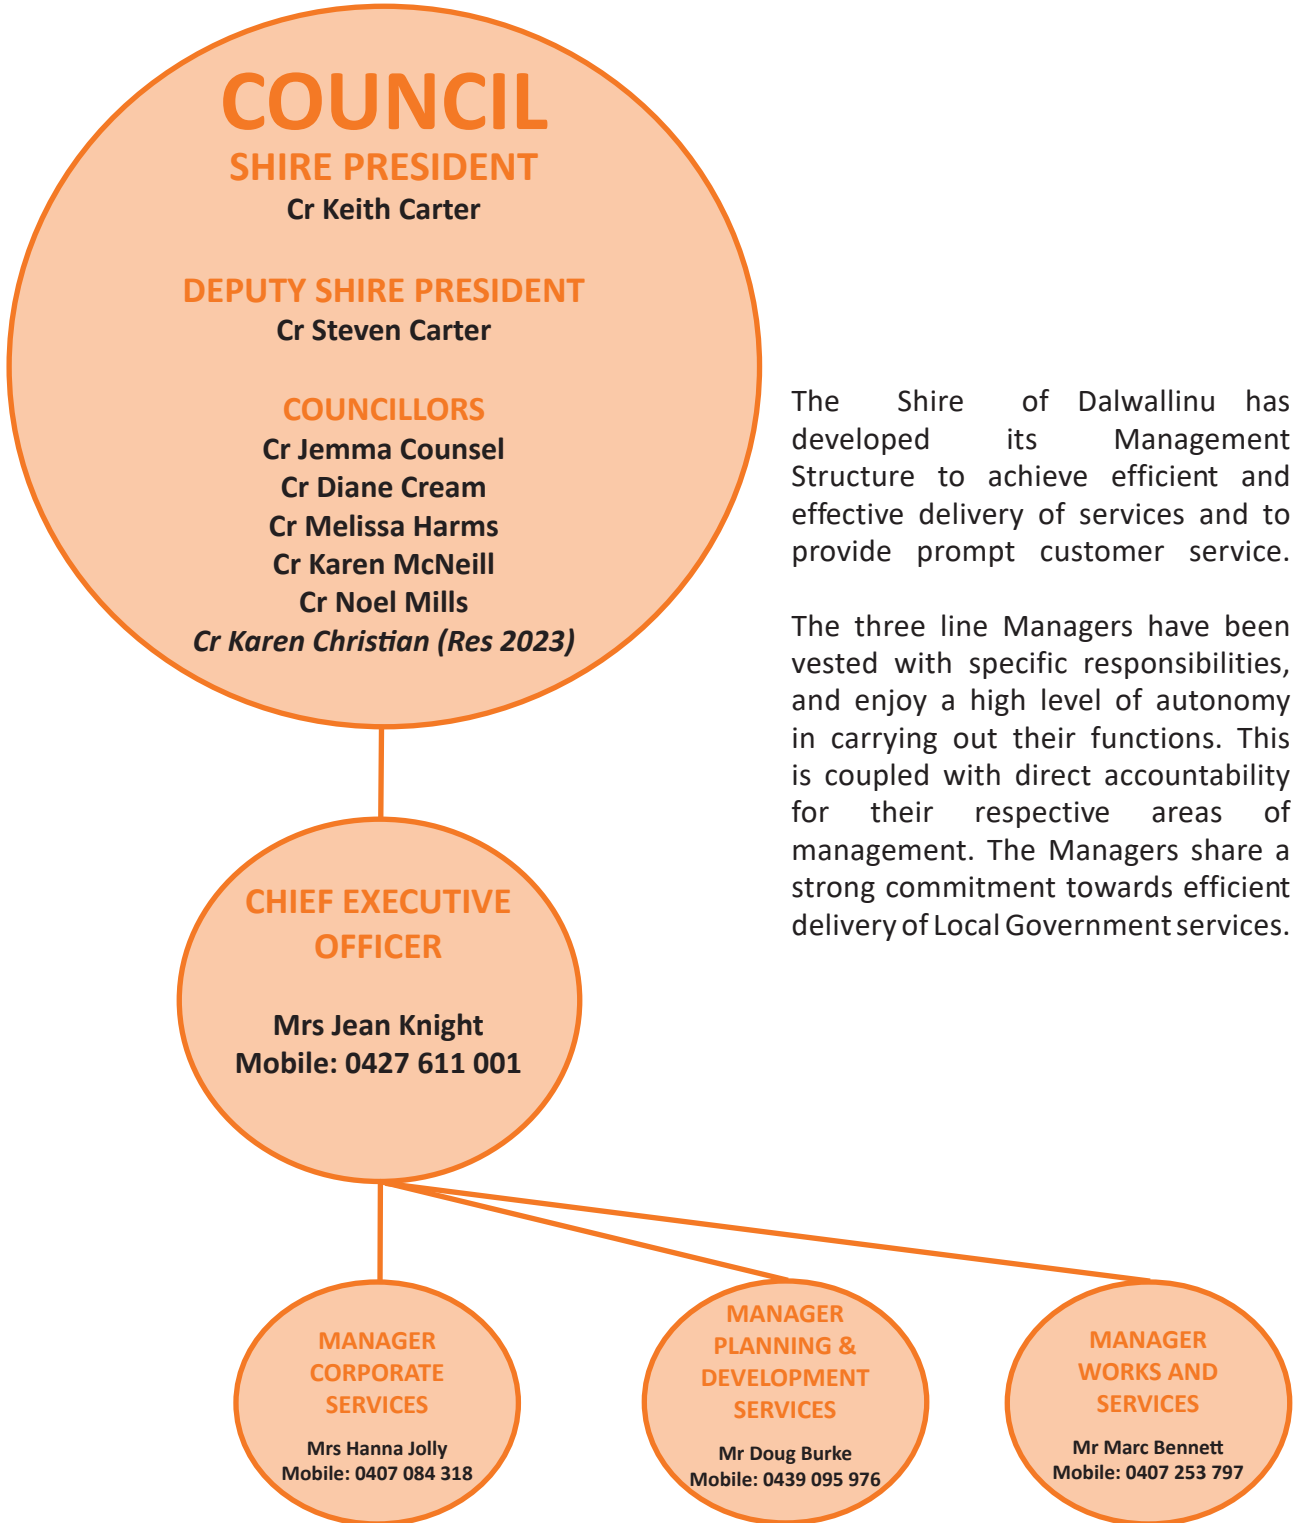 COUNCIL
SHIRE PRESIDENT
Cr Keith Carter
DEPUTY SHIRE PRESIDENT
Cr Steven Carter
COUNCILLORS
Cr Jemma Counsel
Cr Diane Cream
Cr Melissa Harms
Cr Karen McNeill
Cr Noel Mills
Cr Karen Christian (Res 2023)
The Shire of Dalwallinu has
developed its Management
Structure to achieve efficient and
effective delivery of services and to
provide prompt customer service.
The three line Managers have been
vested with specific responsibilities,
and enjoy a high level of autonomy
in carrying out their functions. This
is coupled with direct accountability
for their respective areas of
management. The Managers share a
strong commitment towards efficient
delivery of Local Government services.
CHIEF EXECUTIVE
OFFICER
Mrs Jean Knight
Mobile: 0427 611 001
MANAGER
CORPORATE
SERVICES
Mrs Hanna Jolly
Mobile: 0407 084 318
MANAGER
PLANNING &
DEVELOPMENT
SERVICES
Mr Doug Burke
Mobile: 0439 095 976
MANAGER
WORKS AND
SERVICES
Mr Marc Bennett
Mobile: 0407 253 797